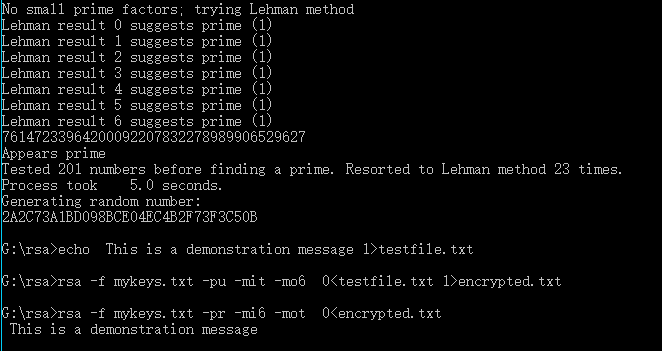 No small prime factors; trying Lehman method
Lehman result 0 suggests prime (1)
Lehman result 1 suggests prime (1)
Lehman result 2 suggests prime (1)
Lehman result 3 suggests prime (1)
Lehman result 4 suggests prime (1)
Lehman result 5 suggests prime (1)
Lehman result 6 suggests prime (1)
761472339642000922078322789899065 29627
Appears prime
Tested 201 numbers before finding a prime. Resorted to Lehman method 23 times.
Process took    5.0 seconds.
Generating random number:
2A2C73A1BD098BCE04EC4B2F73F3C50B
G:\rsa>echo  This is a demonstration message 1>testfile.txt
G:\rsa>rsa -f mykeys.txt -pu -mit -mo6  0<testfile.txt 1>encrypted.txt
G:\rsa>rsa -f mykeys.txt -pr -mi6 -mot  0<encrypted.txt
 This is a demonstration message